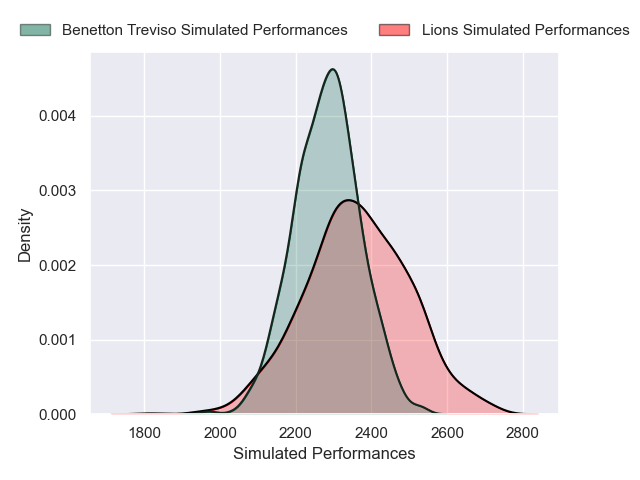 Benetton Treviso Simulated Performances Lions Simulated Performances
0.004
0.003
0.002
0.001
0.000
Density
1800 2000 2200 2400 2600 2800
Simulated Performances